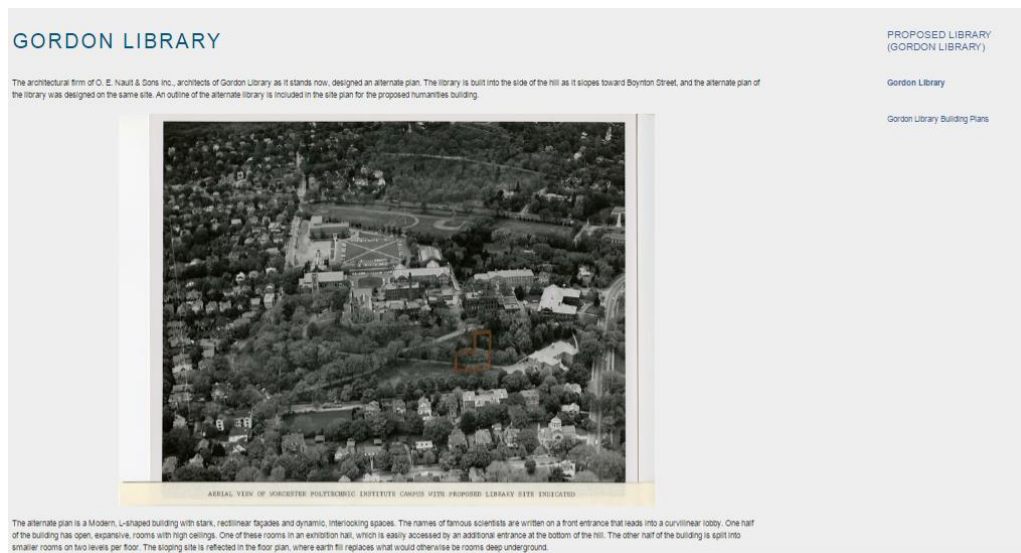 GORDON LIBRARY
The architectural firm of O. E. Nault & Sons Inc., architects of Gordon Library as it stands now, designed an alternate plan. The library is built into the side of the hill as it slopes toward Boynton Street, and the alternate plan of
the library was designed on the same site. An outline of the alternate library is included in the site plan for the proposed humanities building.
AERIAL VIEW OF WORCESTER POLYTECHNIC INSTITUTE CAMPUS WITH PROPOSED LIBRARY SITE INDICATED
The alternate plan is a Modern, L-shaped building with stark, rectilinear façades and dynamic, interlocking spaces. The names of famous scientists are written on a front entrance that leads into a curvilinear lobby. One half
of the building has open, expansive, rooms with high ceilings. One of these rooms in an exhibition hall, which is easily accessed by an additional entrance at the bottom of the hill. The other half of the building is split into
smaller rooms on two levels per floor. The sloping site is reflected in the floor plan, where earth fill replaces what would otherwise be rooms deep underground.
PROPOSED LIBRARY
(GORDON LIBRARY)
Gordon Library
Gordon Library Building Plans